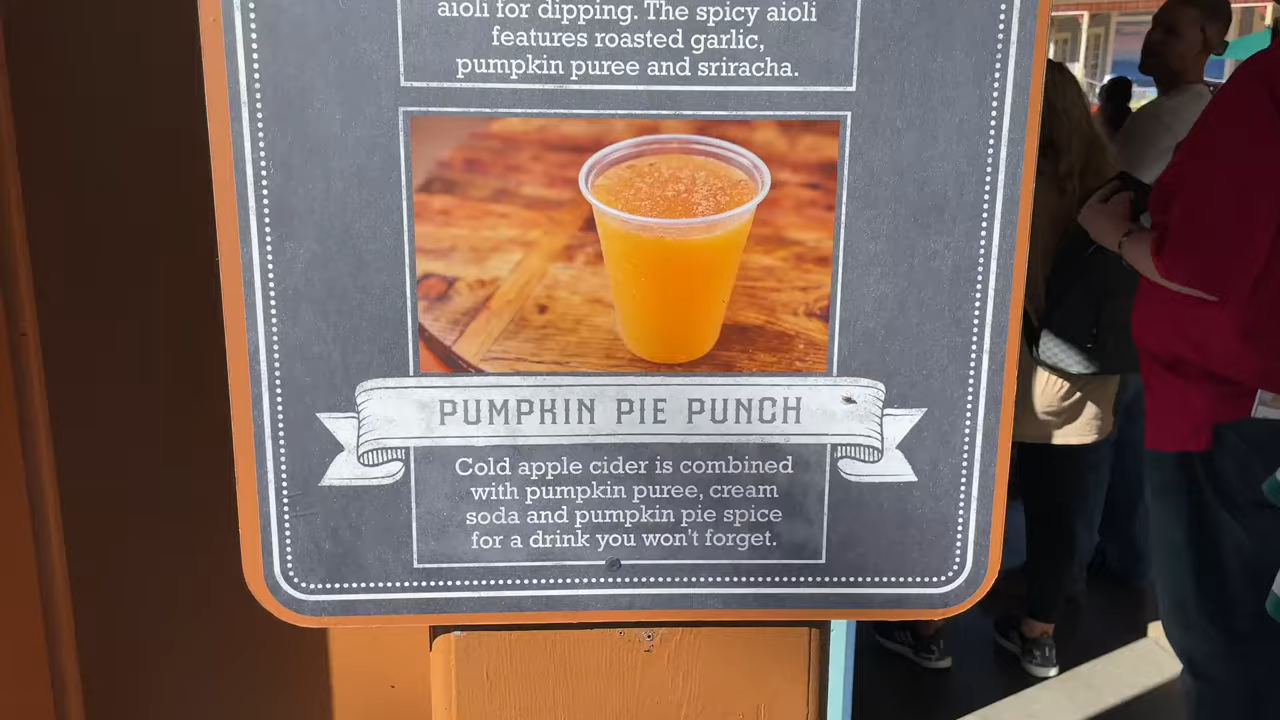 aioli for dipping. The spicy aioli
features roasted garlic,
pumpkin puree and sriracha.
PUMPKIN PIE PUNCH
Cold apple cider is combined
with pumpkin puree, cream
soda and pumpkin pie spice
for a drink you won't forget.